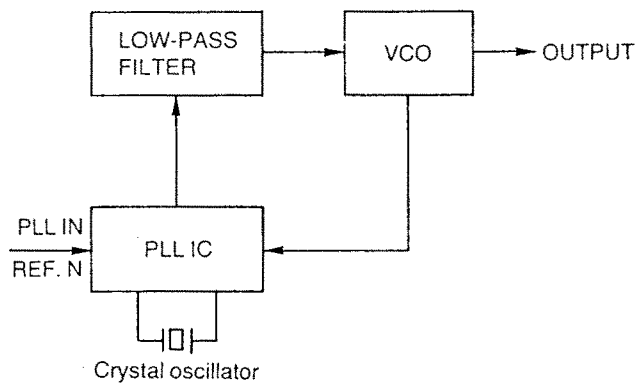 LOW-PASS
FILTER
VCO
OUTPUT
PLL IN
REF. N
PLL IC
Crystal oscillator